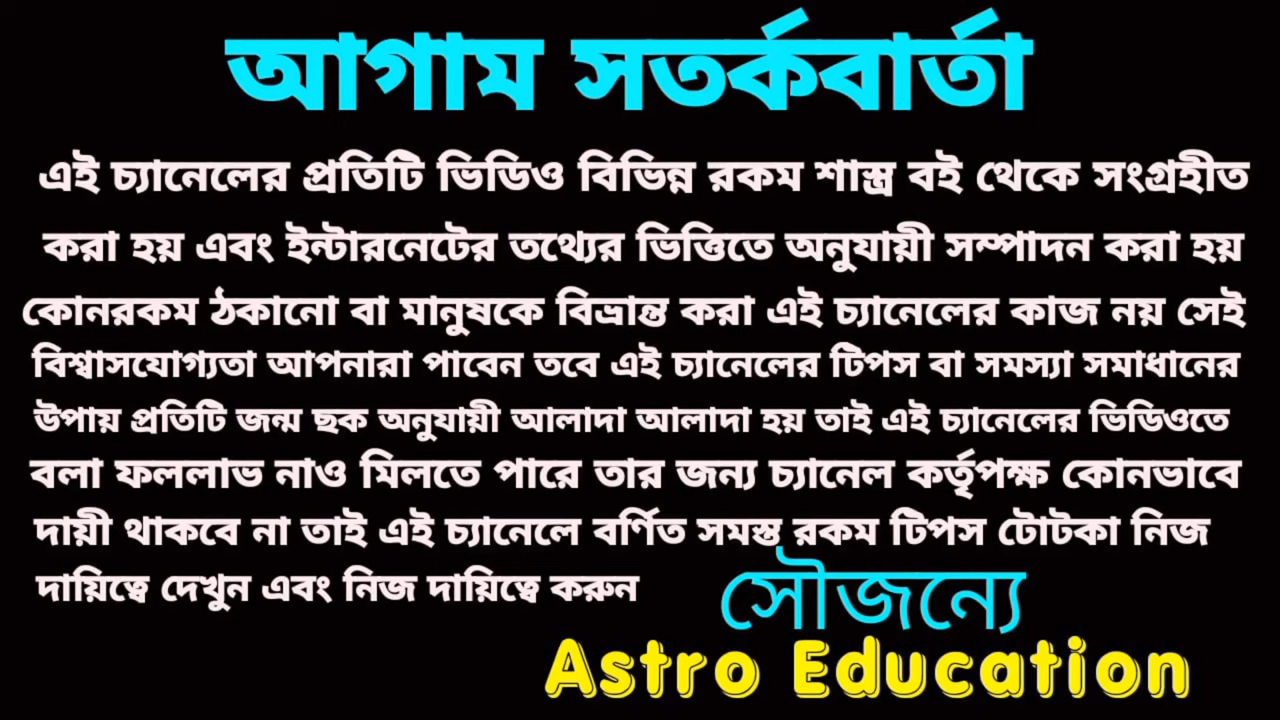 আগাম সতর্কবার্তা
এই চ্যানেলের প্রতিটি ভিডিও বিভিন্ন রকম শাস্ত্র বই থেকে সংগ্রহীত
করা হয় এবং ইন্টারনেটের তথ্যের ভিত্তিতে অনুযায়ী সম্পাদন করা হয়
কোনরকম ঠকানো বা মানুষকে বিভ্রান্ত করা এই চ্যানেলের কাজ নয় সেই
বিশ্বাসযোগ্যতা আপনারা পাবেন তবে এই চ্যানেলের টিপস বা সমস্যা সমাধানের
উপায় প্রতিটি জন্ম ছক অনুযায়ী আলাদা আলাদা হয় তাই এই চ্যানেলের ভিডিওতে
বলা ফললাভ নাও মিলতে পারে তার জন্য চ্যানেল কর্তৃপক্ষ কোনভাবে
দায়ী থাকবে না তাই এই চ্যানেলে বর্ণিত সমস্ত রকম টিপস টোটকা নিজ
দায়িত্বে দেখুন এবং নিজ দায়িত্বে করুন
সৌজন্যে
Astro Education